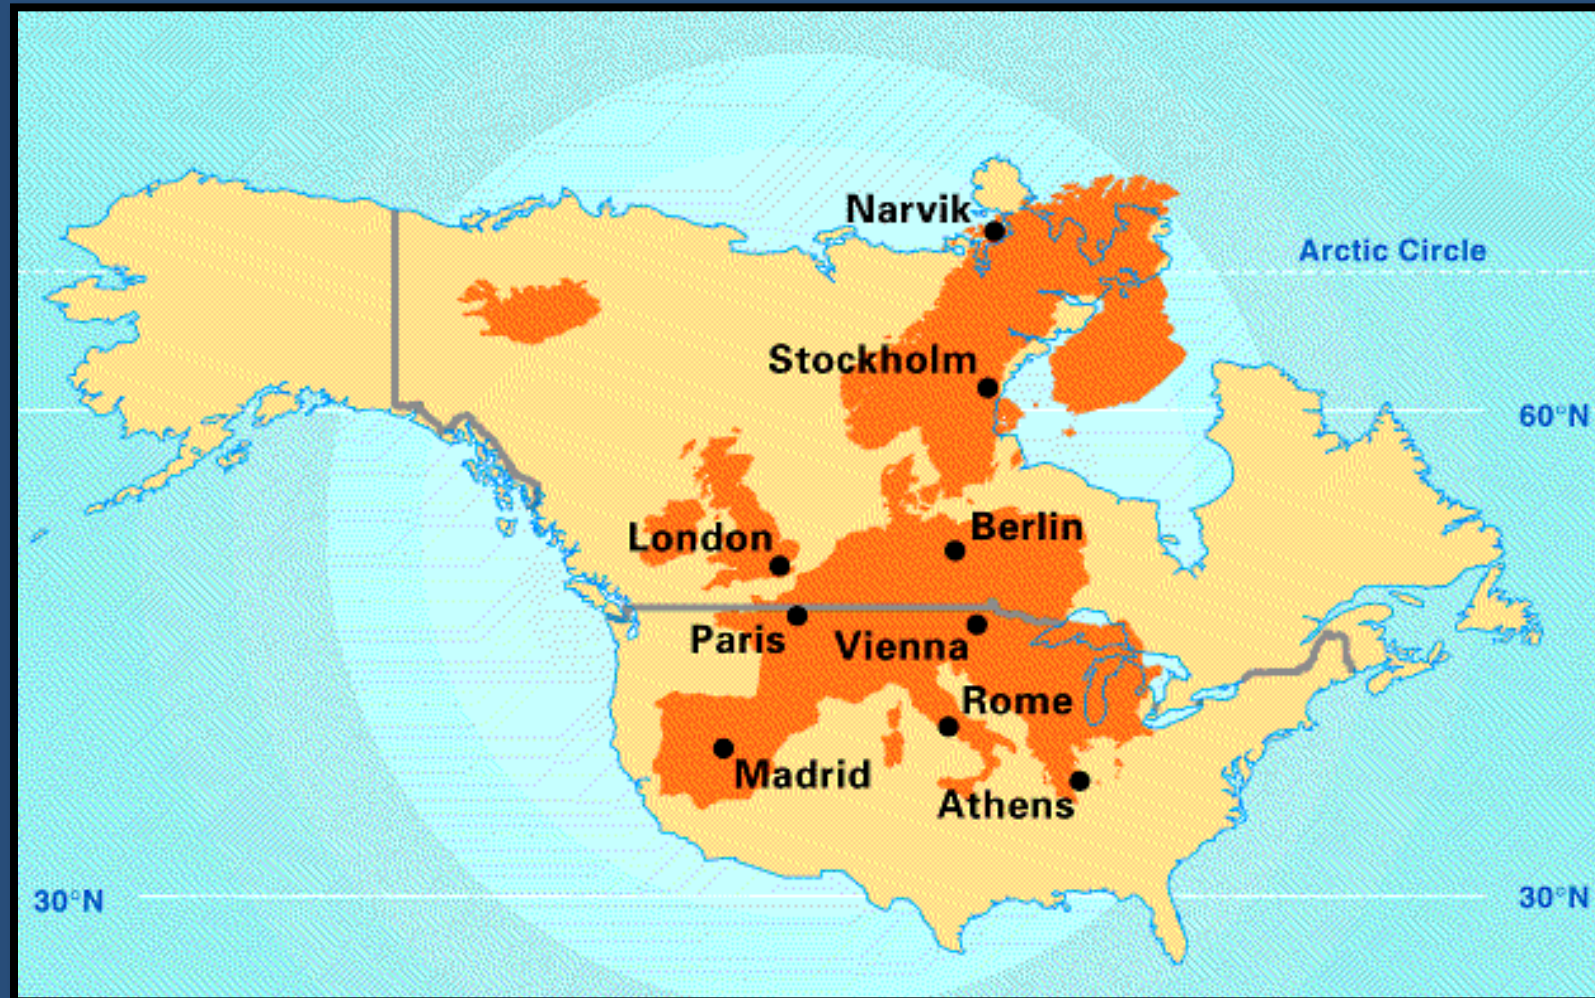 Narvik
Arctic Circle
Stockholm
60°N
London
Berlin
Paris
Vienna
Rome
Madrid
Athens
30°N
30°N